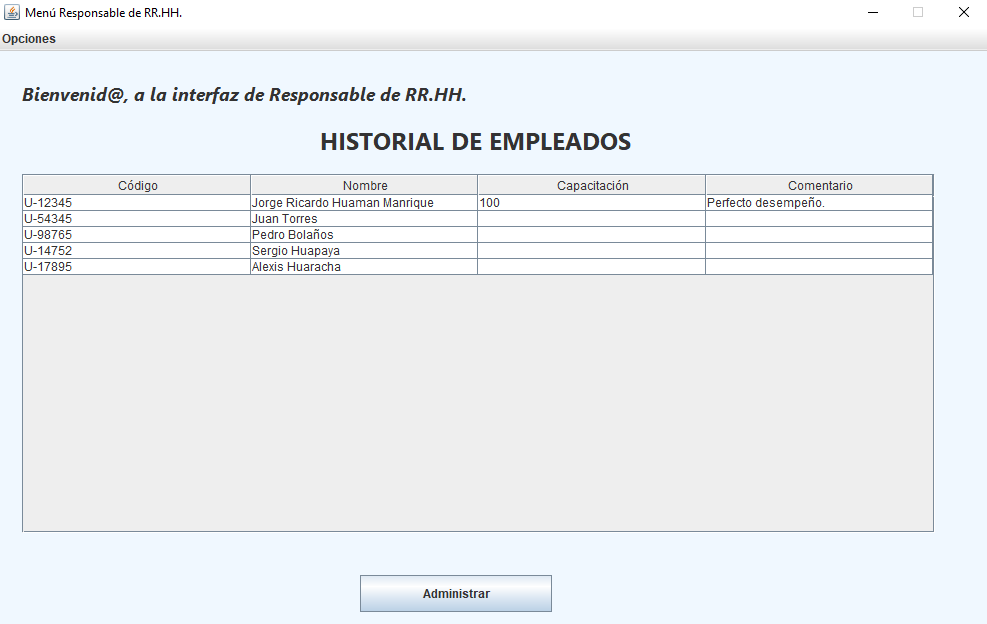 Menú Responsable de RR.HH.
Opciones
Bienvenid@, a la interfaz de Responsable de RR.HH.
HISTORIAL DE EMPLEADOS
Código Nombre Capacitación Comentario
U-12345 Jorge Ricardo Huaman Manrique 100 Perfecto desempeño.
U-54345 Juan Torres
U-98765 Pedro Bolaños
U-14752 Sergio Huapaya
U-17895 Alexis Huaracha
Administrar